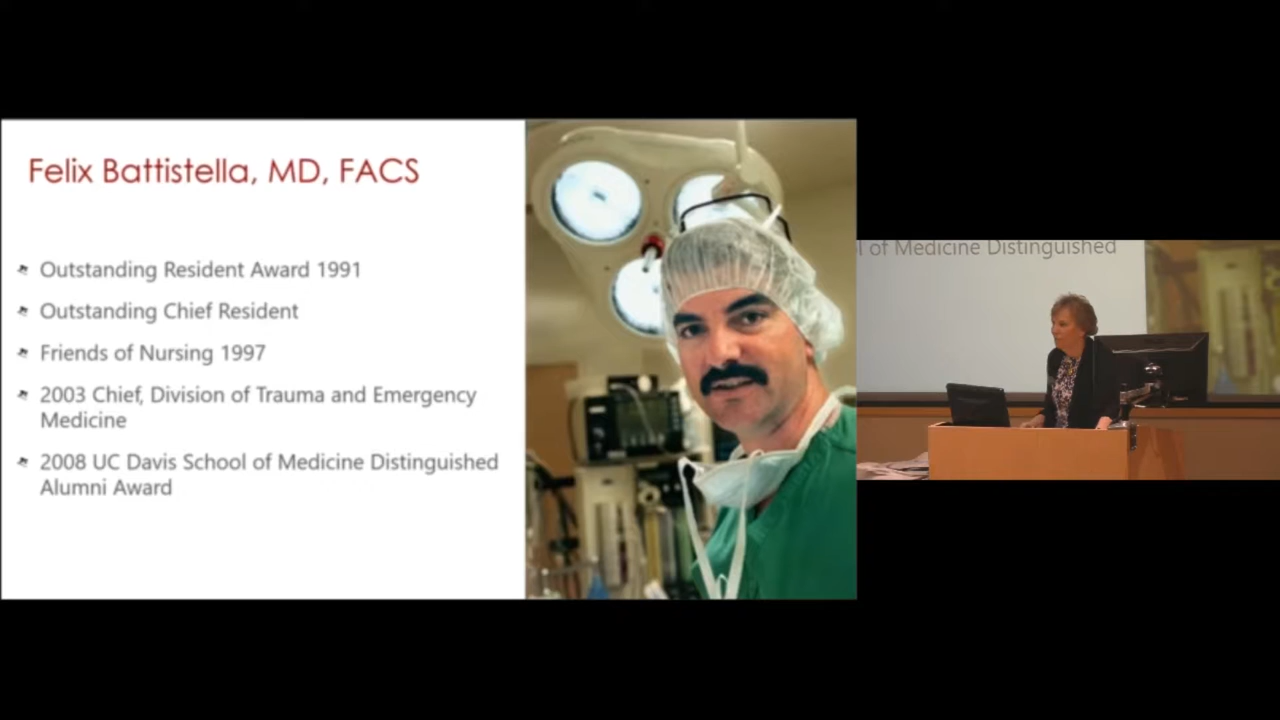 Felix Battistella, MD, FACS
Outstanding Resident Award 1991
Outstanding Chief Resident
Friends of Nursing 1997
2003 Chief, Division of Trauma and Emergency
Medicine
2008 UC Davis School of Medicine Distinguished
Alumni Award
l of Medicine Distinguished